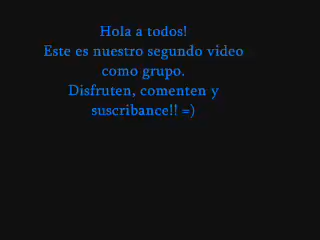 Hola a todos!
Este es nuestro segundo video
como grupo.
Disfruten, comenten y
suscribance!! =)